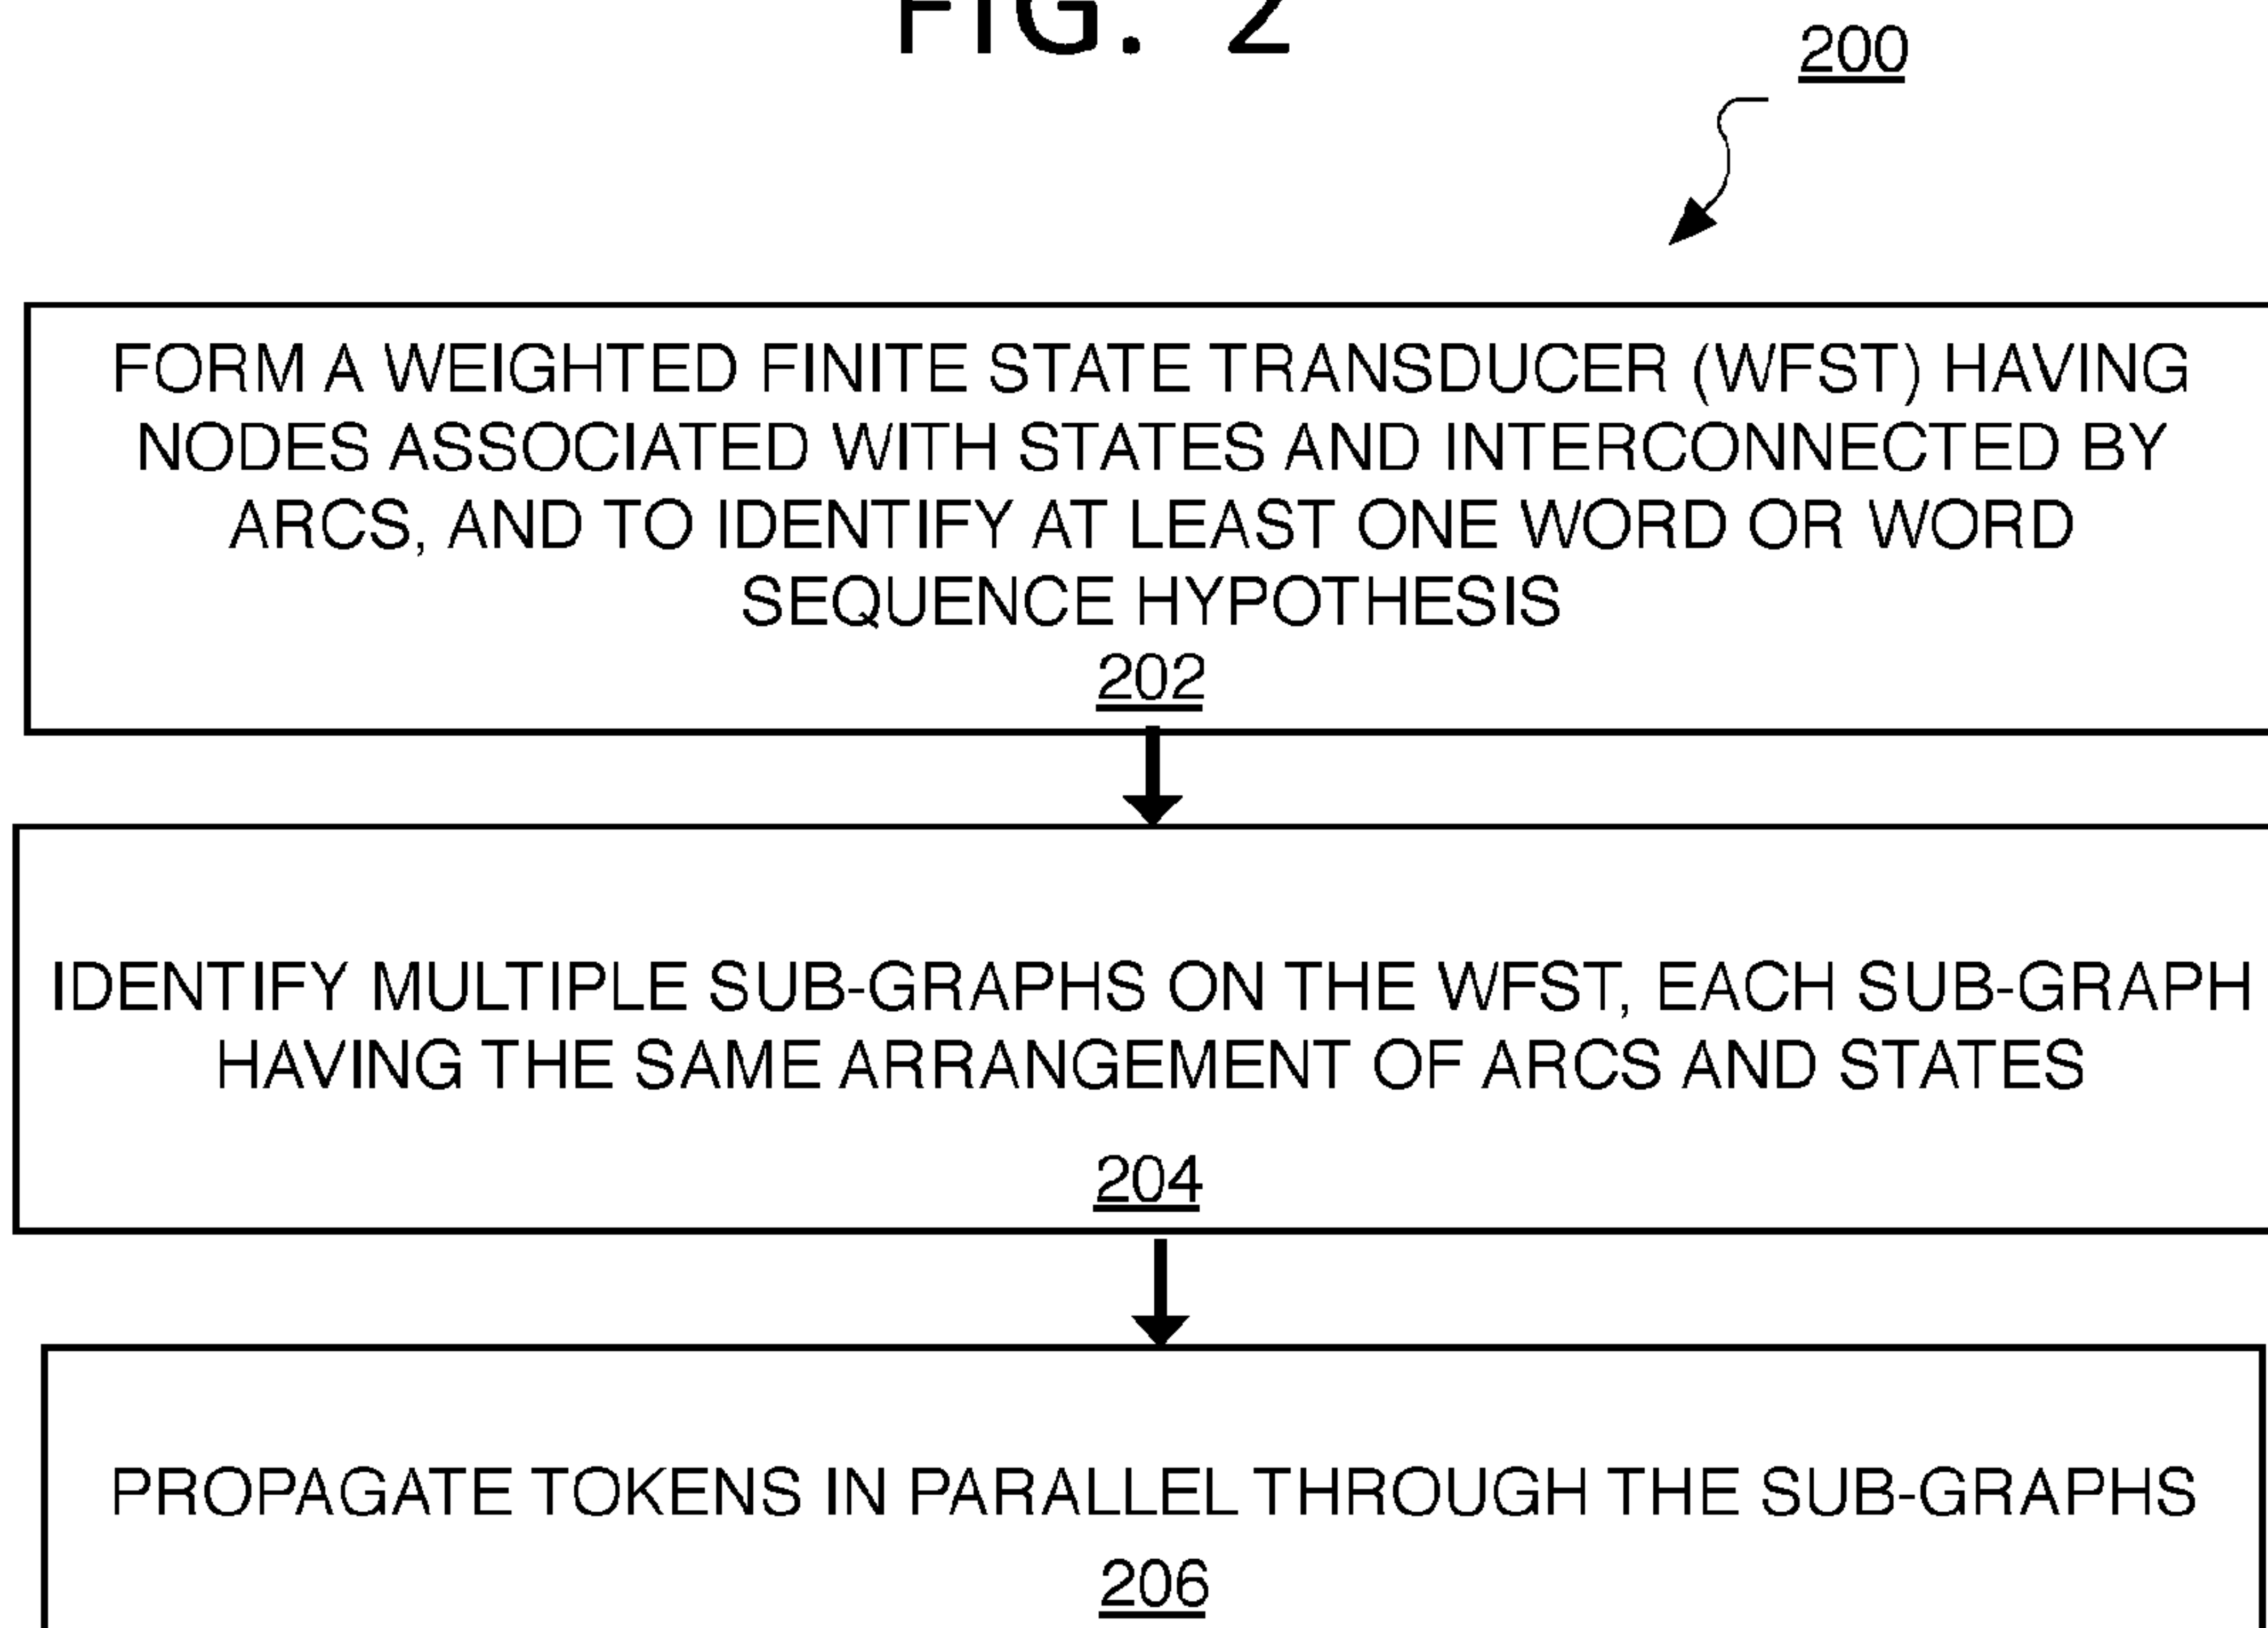 FIG. 2
200
FORM A WEIGHTED FINITE STATE TRANSDUCER (WFST) HAVING
NODES ASSOCIATED WITH STATES AND INTERCONNECTED BY
ARCS, AND TO IDENTIFY AT LEAST ONE WORD OR WORD
SEQUENCE HYPOTHESIS
202
IDENTIFY MULTIPLE SUB-GRAPHS ON THE WFST, EACH SUB-GRAPH
HAVING THE SAME ARRANGEMENT OF ARCS AND STATES
204
PROPAGATE TOKENS IN PARALLEL THROUGH THE SUB-GRAPHS
206